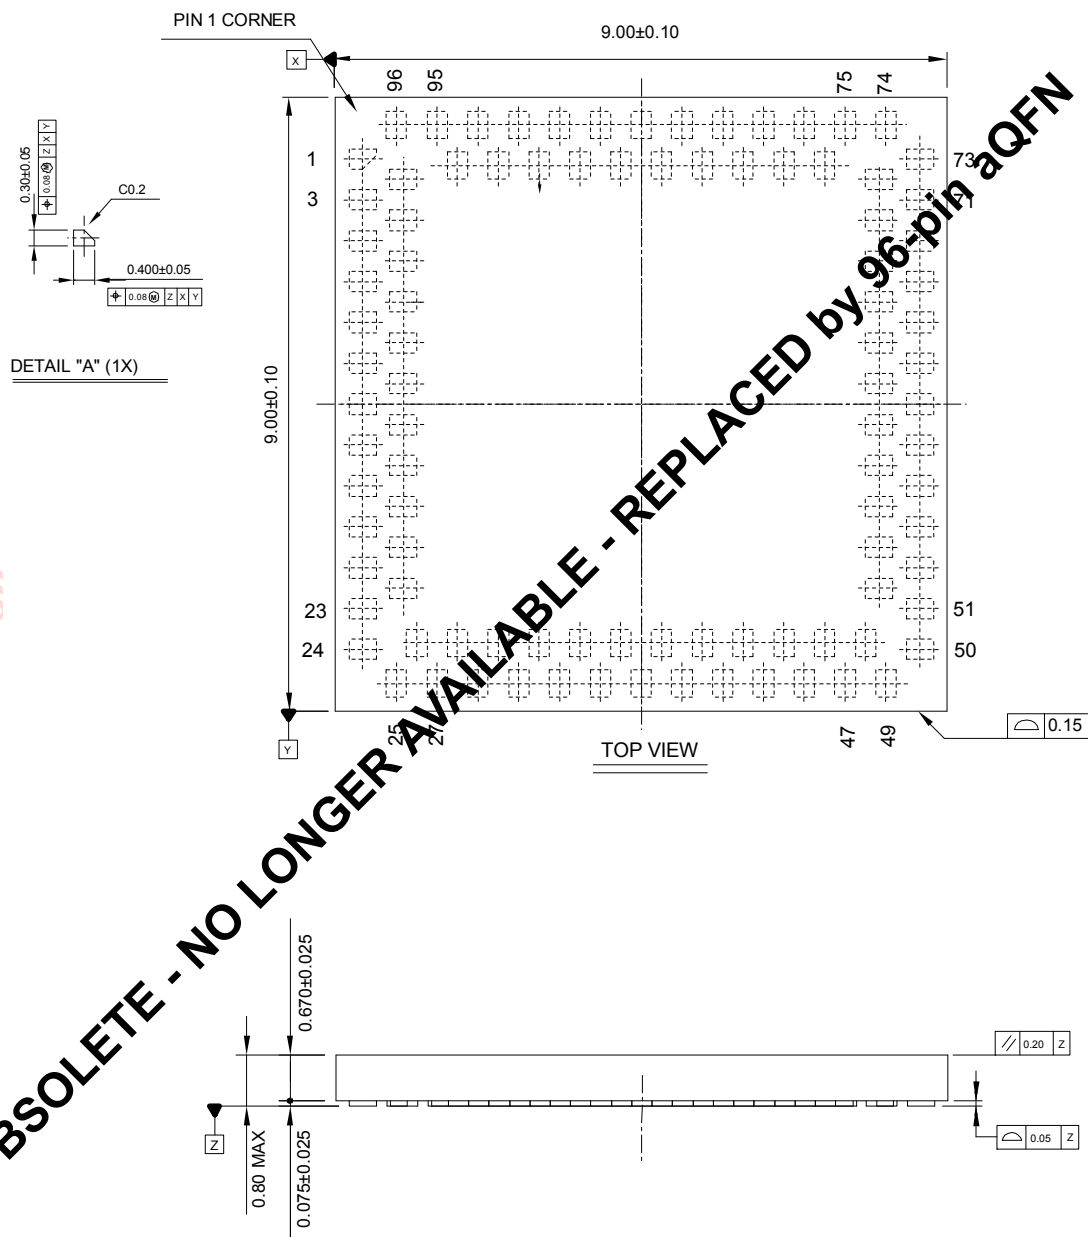 PIN 1 CORNER
9.00±0.10
X
96
95
75
74
1
3
73
71
0.30±0.05
0.08 Ⓜ Z X Y
C0.2
0.400±0.05
0.08 Ⓜ Z X Y
DETAIL "A" (1X)
9.00±0.10
23
24
51
50
25
27
47
49
Y
TOP VIEW
0.15
BSOLETE - NO LONGER AVAILABLE - REPLACED by 96-pin aQFN
0.670±0.025
0.20 Z
Z
0.80 MAX
0.075±0.025
0.05 Z